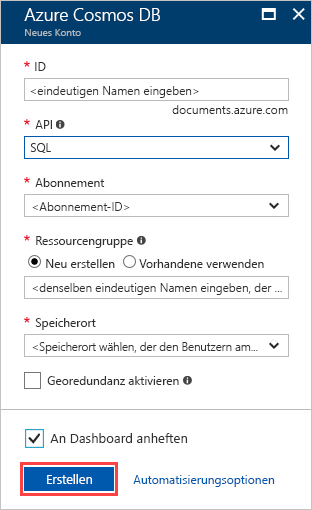 Azure Cosmos DB
Neues Konto
* ID
<eindeutigen Namen eingeben>
documents.azure.com
* API
SQL
* Abonnement
<Abonnement-ID>
* Ressourcengruppe
Neu erstellen Vorhandene verwenden
<denselben eindeutigen Namen eingeben, der ...
* Speicherort
<Speicherort wählen, der den Benutzern am...
Georedundanz aktivieren
An Dashboard anheften
Erstellen Automatisierungsoptionen